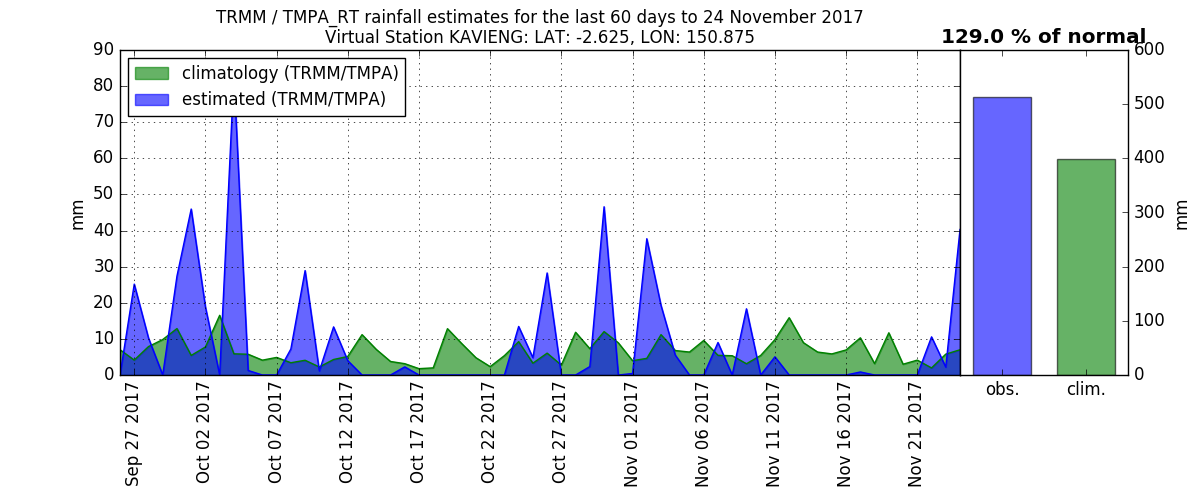 TRMM / TMPA_RT rainfall estimates for the last 60 days to 24 November 2017
Virtual Station KAVIENG: LAT: -2.625, LON: 150.875
129.0 % of normal
climatology (TRMM/TMPA)
estimated (TRMM/TMPA)
90
80
70
60
50
40
30
20
10
0
mm
Sep 27 2017
Oct 02 2017
Oct 07 2017
Oct 12 2017
Oct 17 2017
Oct 22 2017
Oct 27 2017
Nov 01 2017
Nov 06 2017
Nov 11 2017
Nov 16 2017
Nov 21 2017
obs.
clim.
600
500
400
300
200
100
0
mm